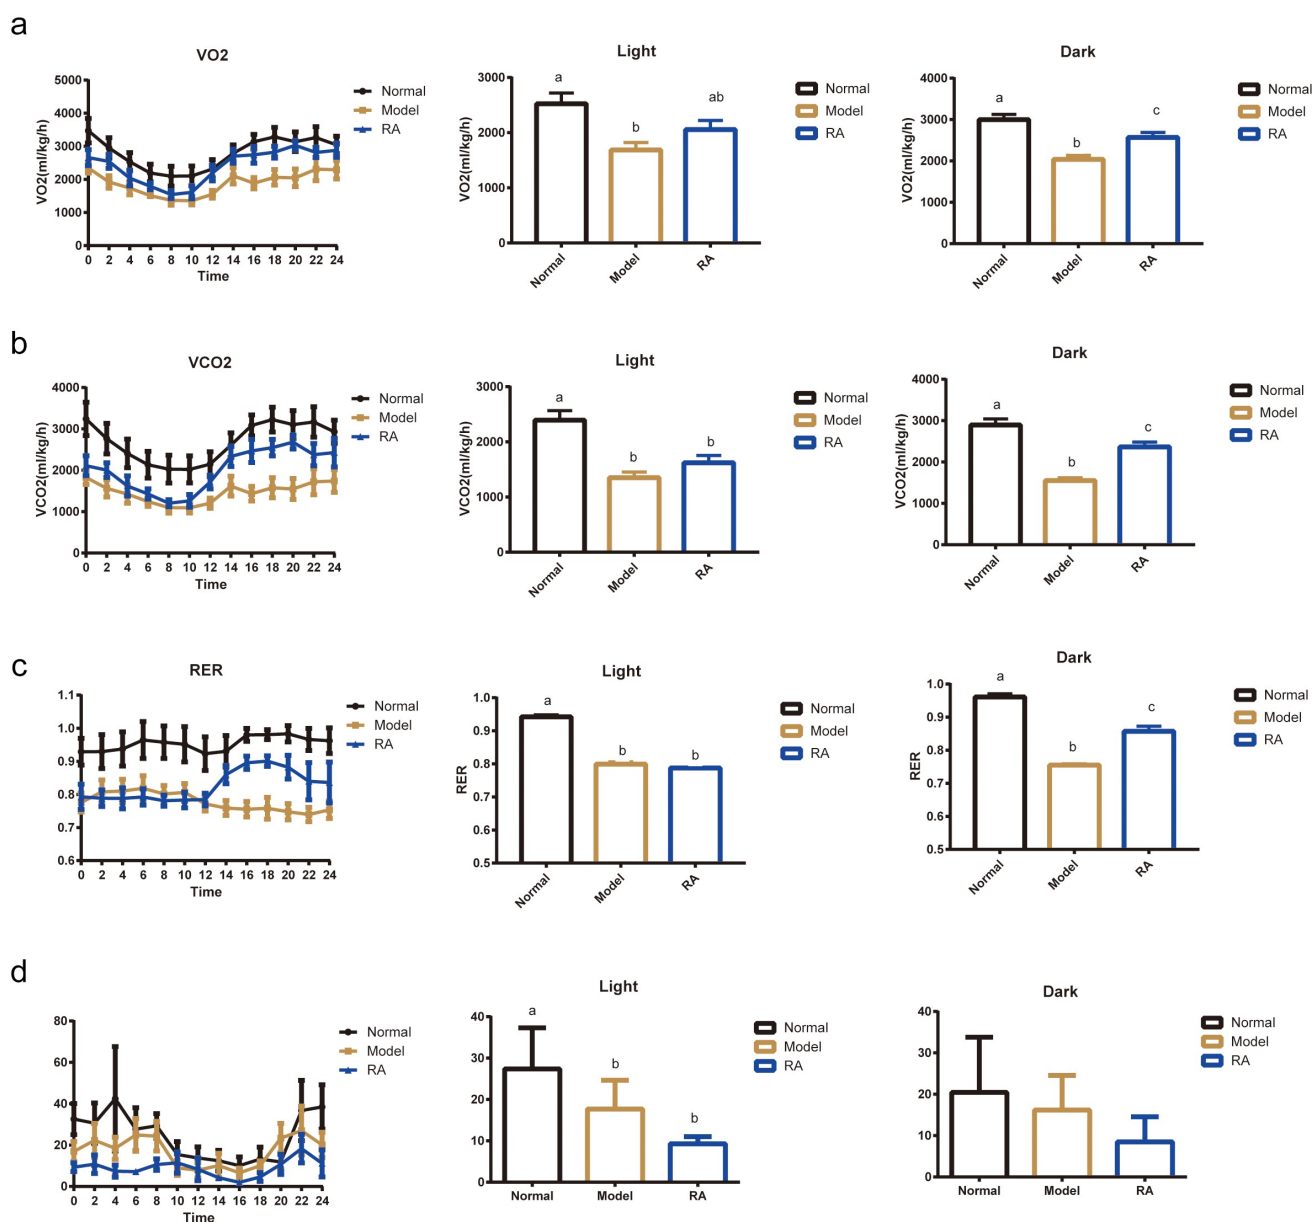 a
VO2
VO2(ml/kg/h)
5000
4000
3000
2000
1000
0
0 2 4 6 8 10 12 14 16 18 20 22 24
Time
Normal
Model
RA
Light
VO2(ml/kg/h)
3000
2000
1000
0
a
b
ab
Normal
Model
RA
Normal
Model
RA
Dark
VO2(ml/kg/h)
4000
3000
2000
1000
0
a
b
c
Normal
Model
RA
Normal
Model
RA
b
VCO2
VCO2(ml/kg/h)
4000
3000
2000
1000
0
0 2 4 6 8 10 12 14 16 18 20 22 24
Time
Normal
Model
RA
Light
VCO2(ml/kg/h)
3000
2000
1000
0
a
b
b
Normal
Model
RA
Normal
Model
RA
Dark
VCO2(ml/kg/h)
4000
3000
2000
1000
0
a
b
c
Normal
Model
RA
Normal
Model
RA
c
RER
1.1
1.0
0.9
0.8
0.7
0.6
0 2 4 6 8 10 12 14 16 18 20 22 24
Time
Normal
Model
RA
Light
RER
1.0
0.9
0.8
0.7
0.6
0.5
a
b
b
Normal
Model
RA
Normal
Model
RA
Dark
RER
1.0
0.9
0.8
0.7
0.6
0.5
a
b
c
Normal
Model
RA
Normal
Model
RA
d
80
60
40
20
0
0 2 4 6 8 10 12 14 16 18 20 22 24
Time
Normal
Model
RA
Light
40
30
20
10
0
a
b
b
Normal Model RA
Normal
Model
RA
Dark
40
30
20
10
0
Normal Model RA
Normal
Model
RA